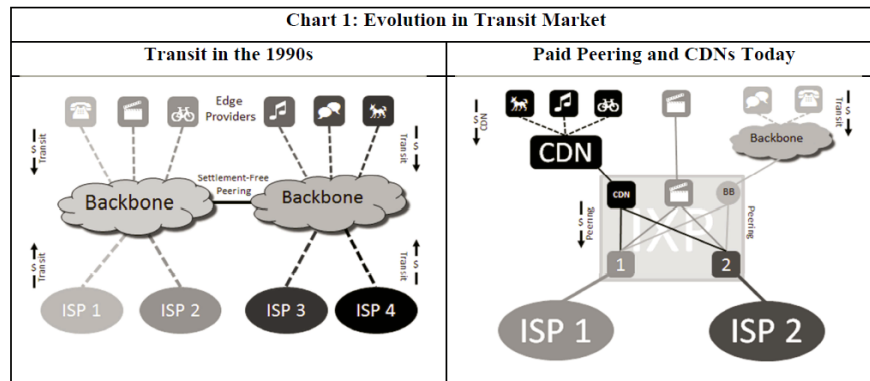 Chart 1: Evolution in Transit Market
Transit in the 1990s
Edge
Providers
$
Transit
$
Transit
Settlement-Free
Peering
Backbone
Backbone
$
Transit
$
Transit
ISP 1
ISP 2
ISP 3
ISP 4
Paid Peering and CDNs Today
$
CDN
$
Transit
Backbone
CDN
CDN
BB
$
Peering
IXP
Peering
1
2
ISP 1
ISP 2